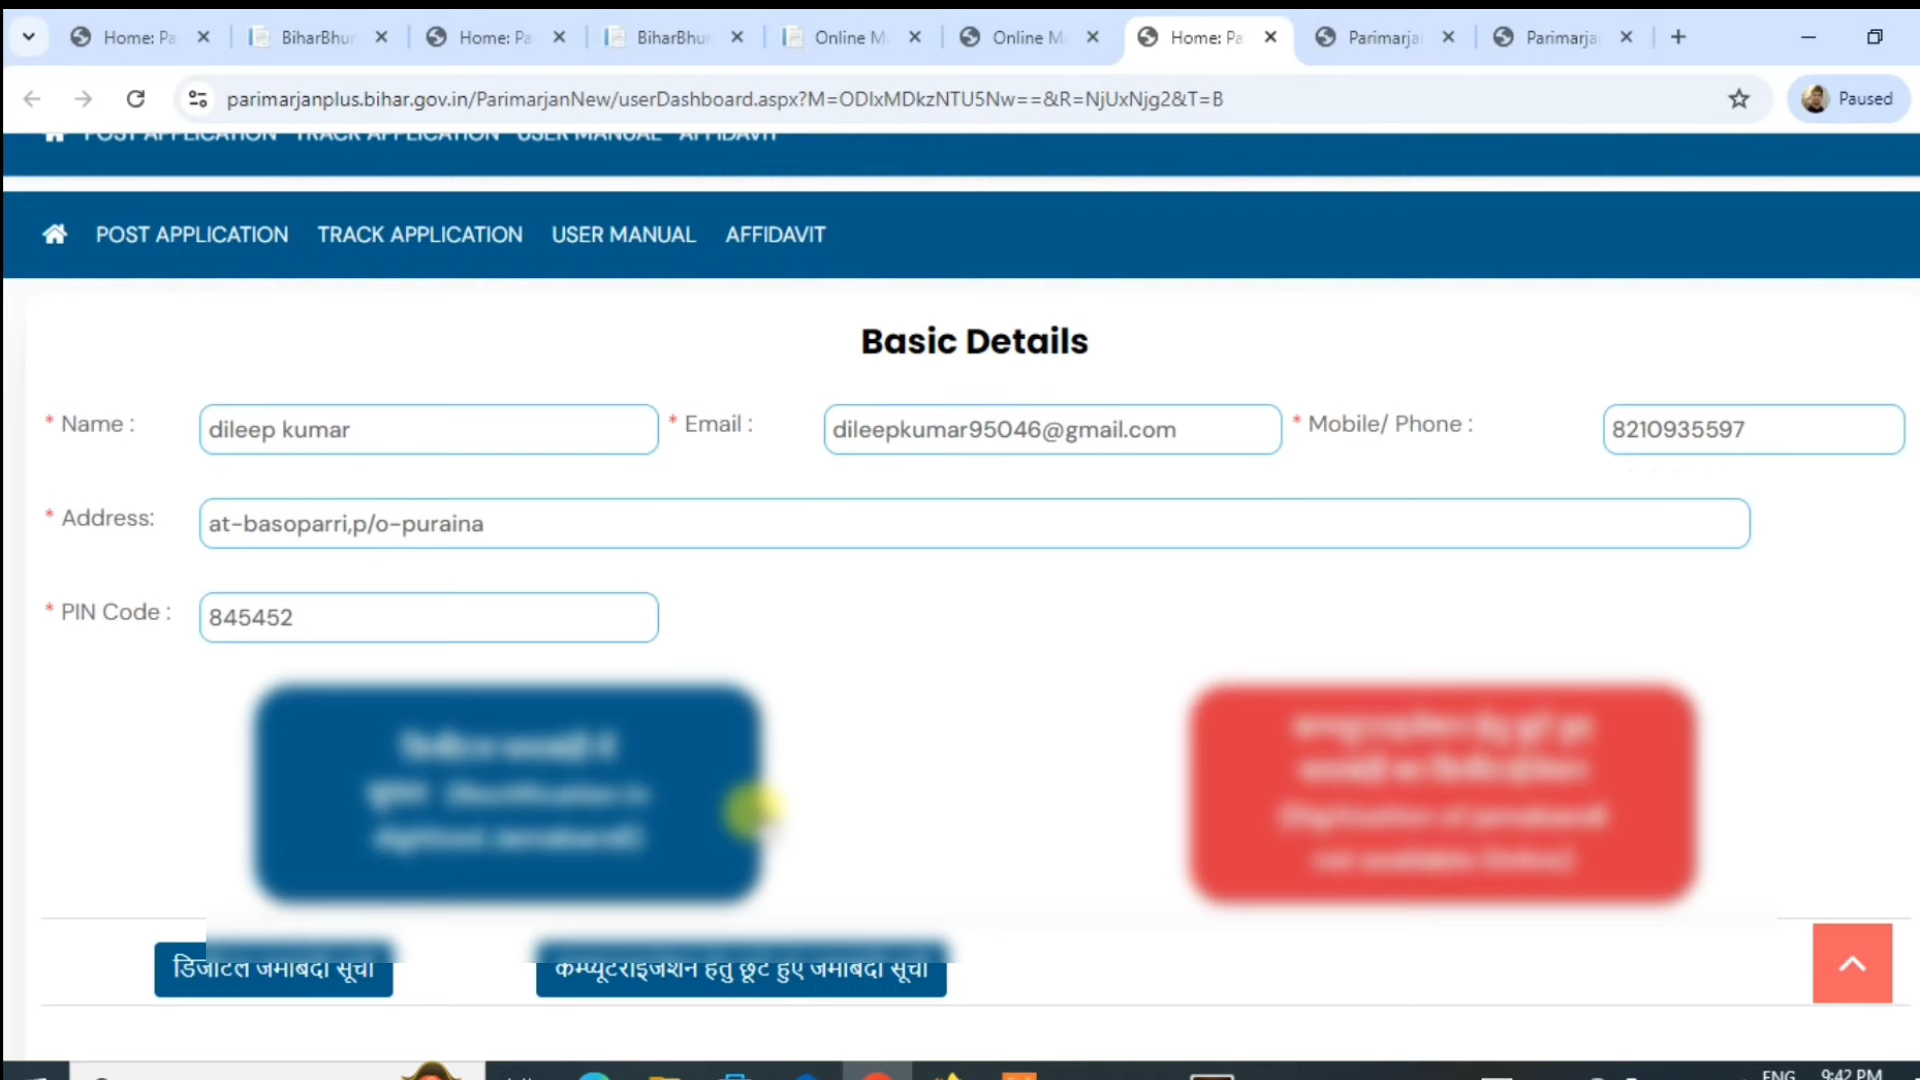 Home: Pa
BiharBhu
Home: Pa
BiharBhu
Online M
Online M
Home: Pa
Parimarja
Parimarja
parimarjanplus.bihar.gov.in/ParimarjanNew/userDashboard.aspx?M=ODIxMDkzNTU5Nw==&R=NjUxNjg2&T=B
Paused
POST APPLICATION TRACK APPLICATION USER MANUAL AFFIDAVIT
POST APPLICATION TRACK APPLICATION USER MANUAL AFFIDAVIT
Basic Details
* Name : dileep kumar * Email : dileepkumar95046@gmail.com * Mobile/ Phone : 8210935597
* Address: at-basoparri,p/o-puraina
* PIN Code : 845452
डिजिटल जमाबंदी सूची
कम्प्यूटराइजेशन हेतु छूटे हुए जमाबंदी सूची
ENG 9:42 PM